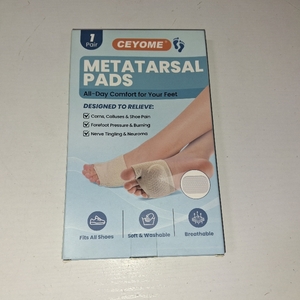 1
Pair
CEYOME
METATARSAL
PADS
All-Day Comfort for Your Feet
DESIGNED TO RELIEVE:
Corns, Calluses & Shoe Pain
Forefoot Pressure & Burning
Nerve Tingling & Neuroma
Fits All Shoes
Soft & Washable
Breathable